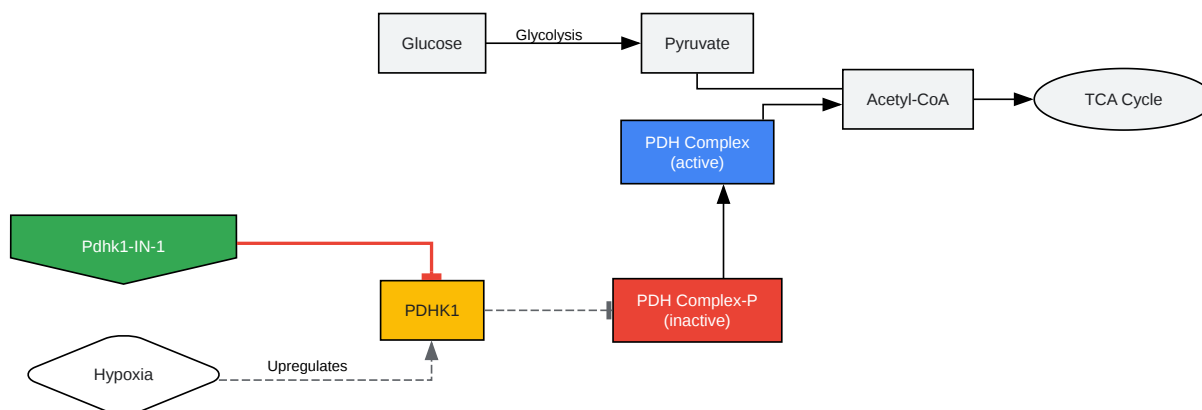 Glucose
Glycolysis
Pyruvate
Acetyl-CoA
TCA Cycle
PDH Complex
(active)
Pdhk1-IN-1
PDHK1
PDH Complex-P
(inactive)
Hypoxia
Upregulates